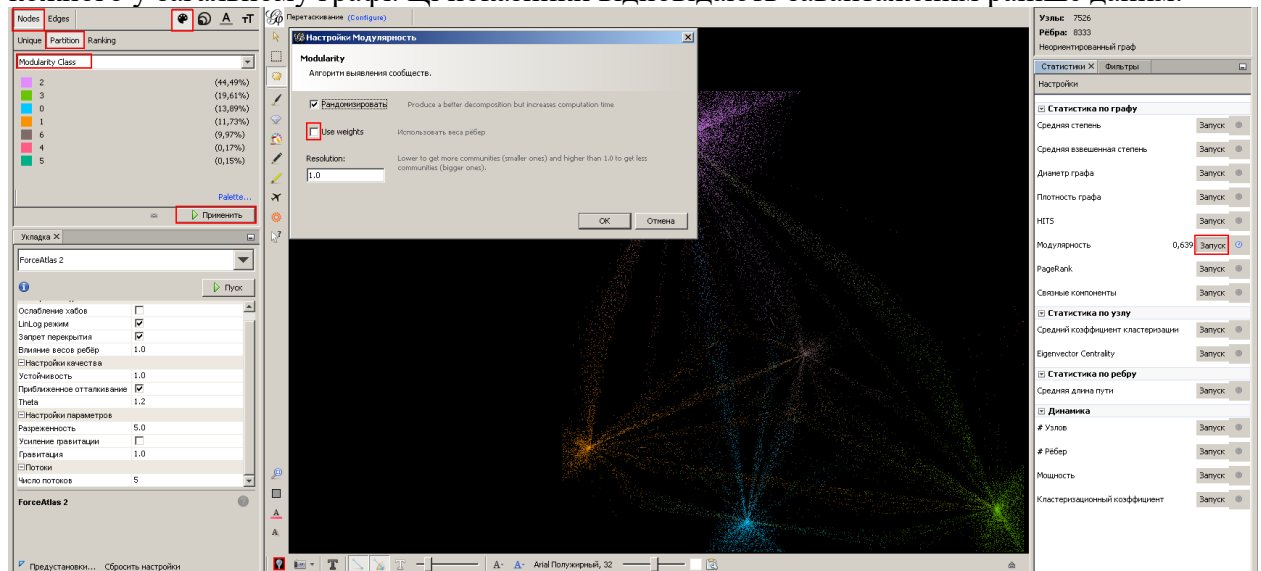 Nodes Edges
Unique Partition Ranking
Modularity Class
2 (44,49%)
3 (19,61%)
0 (13,89%)
1 (11,73%)
6 (9,97%)
4 (0,17%)
5 (0,15%)
Palette...
Применить
Укладка
ForceAtlas 2
Пуск
Ослабление хабов
LinLog режим
Запрет перекрытия
Влияние весов ребёр 1.0
Настройки качества
Устойчивость 1.0
Приближенное отталкивание
Theta 1.2
Настройки параметров
Разреженность 5.0
Усиление гравитации
Гравитация 1.0
Потоки
Число потоков 5
ForceAtlas 2
Предустановки... Сбросить настройки
Перетаскивание (Configure)
Настройки Модулярность
Modularity
Алгоритм выявления сообществ.
Рандомизировать Produce a better decomposition but increases computation time
Use weights Использовать веса рёбер
Resolution: Lower to get more communities (smaller ones) and higher than 1.0 to get less
communities (bigger ones).
1.0
OK Отмена
A- A- Arial Полужирный, 32
Узлы: 7526
Рёбра: 8333
Неориентированный граф
Статистики Фильтры
Настройки
Статистика по графу
Средняя степень Запуск
Средняя взвешенная степень Запуск
Диаметр графа Запуск
Плотность графа Запуск
HITS Запуск
Модулярность 0,639 Запуск
PageRank Запуск
Связные компоненты Запуск
Статистика по узлу
Средний коэффициент кластеризации Запуск
Eigenvector Centrality Запуск
Статистика по ребру
Средняя длина пути Запуск
Динамика
# Узлов Запуск
# Рёбер Запуск
Мощность Запуск
Кластеризационный коэффициент Запуск